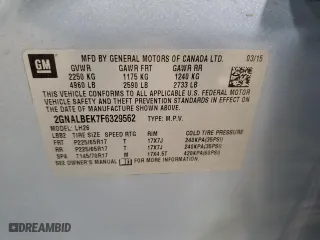 GM
MFD BY GENERAL MOTORS OF CANADA LTD. 03/15
GVWR GAWR FRT GAWR RR
2250 KG 1175 KG 1240 KG
4960 LB 2590 LB 2733 LB
THIS VEHICLE CONFORMS TO ALL APPLICABLE U.S. FEDERAL MOTOR VEHICLE SAFETY, BUMPER, AND THEFT PREVENTION STANDARDS IN EFFECT ON THE DATE OF MANUFACTURE SHOWN ABOVE.
2GNALBEK7F6329562 TYPE: M.P.V.
MODEL: LH26
LBB2 TIRE SIZE SPEED RTG RIM COLD TIRE PRESSURE
FRT P225/65R17 T 17X7J 240KPA(35PSI)
RR P225/65R17 T 17X7J 240KPA(35PSI)
SPA T145/70R17 M 17X4.5T 420KPA(60PSI)
DREAMBID